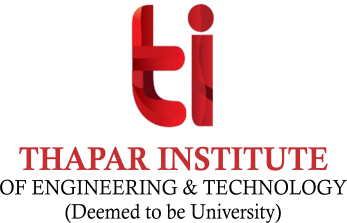 ti
THAPAR INSTITUTE
OF ENGINEERING & TECHNOLOGY
(Deemed to be University)